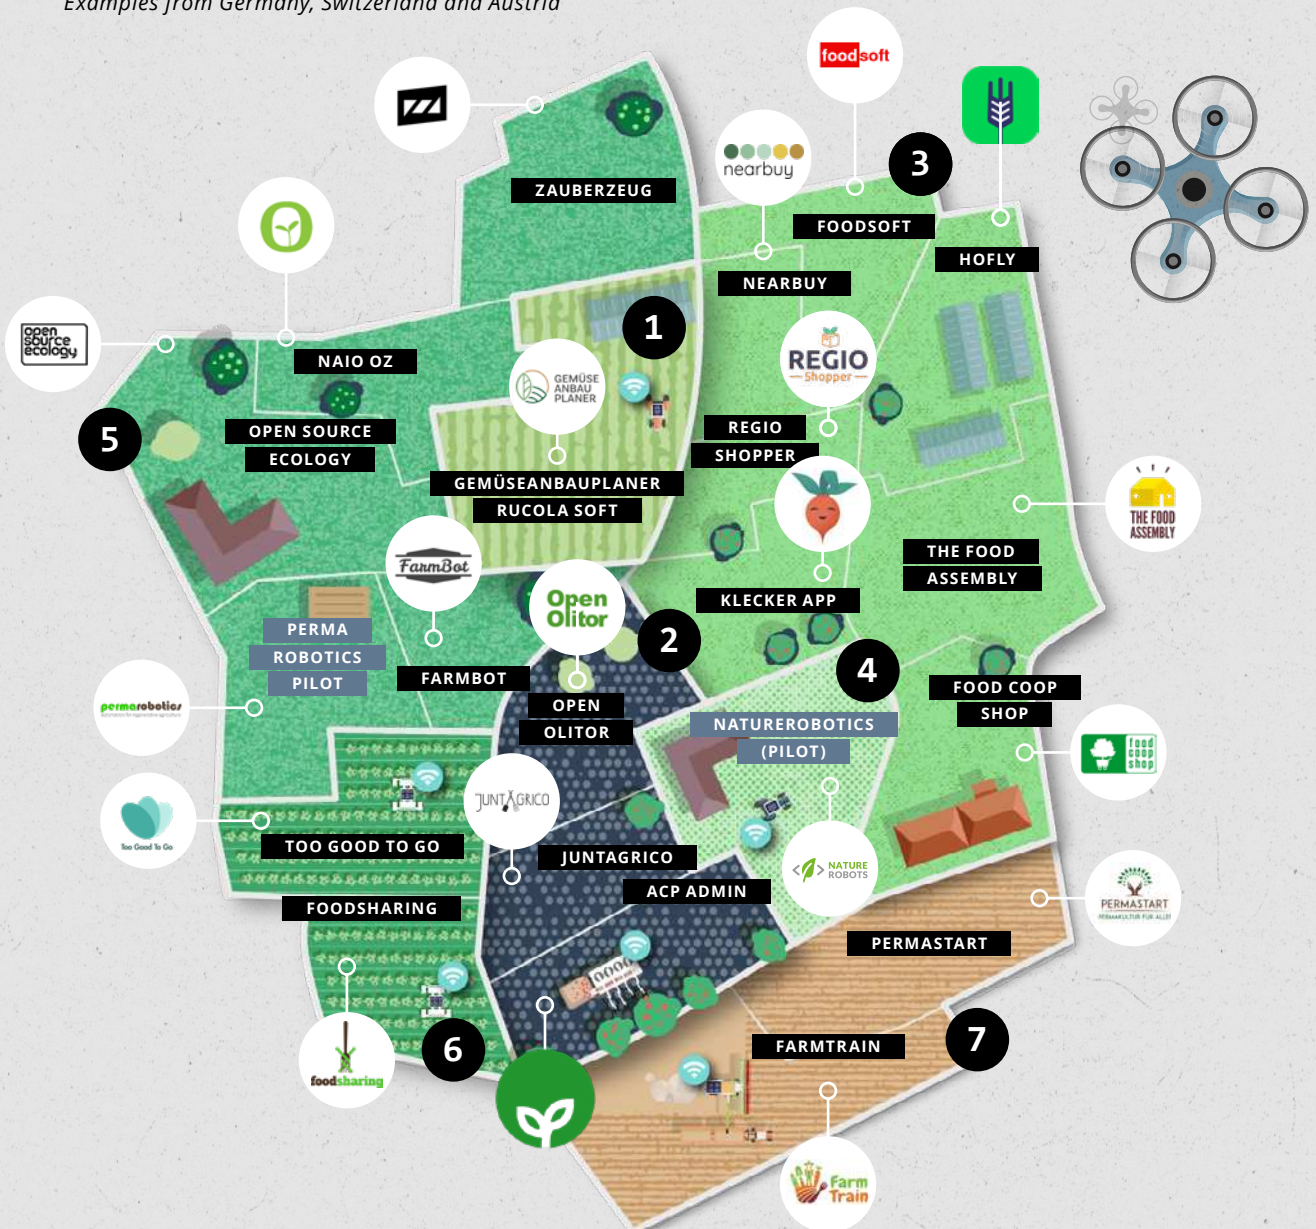 Examples from Germany, Switzerland and Austria
foodsoft
nearbuy
3
ZAUBERZEUG
FOODSOFT
HOFLY
NEARBUY
1
open
source
ecology
NAIO OZ
REGIO
Shopper
GEMÜSE
ANBAU
PLANER
5
OPEN SOURCE
ECOLOGY
REGIO
SHOPPER
GEMÜSEANBAUPLANER
RUCOLA SOFT
THE FOOD
ASSEMBLY
THE FOOD
ASSEMBLY
FarmBot
Open
Olitor
KLECKER APP
2
4
PERMA
ROBOTICS
PILOT
FARMBOT
FOOD COOP
SHOP
permarobotics
OPEN
OLITOR
NATUREROBOTICS
(PILOT)
food
coop
shop
JUNTAGRICO
Too Good To Go
TOO GOOD TO GO
JUNTAGRICO
ACP ADMIN
NATURE
ROBOTS
FOODSHARING
PERMASTART
PERMAKULTUR FÜR ALLE!
PERMASTART
6
7
FARMTRAIN
foodsharing
Farm
Train